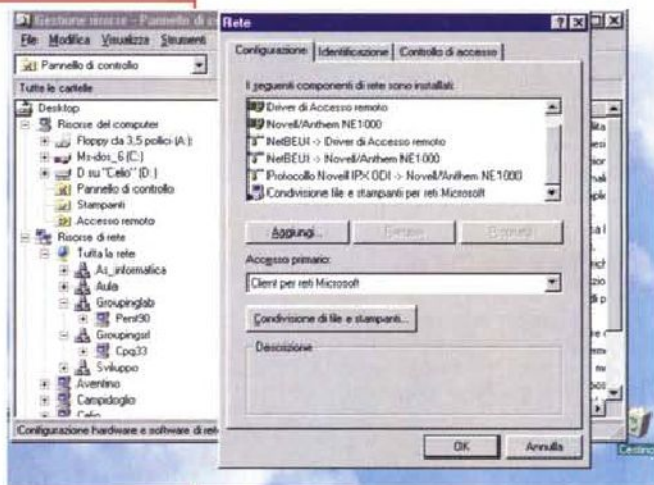 Gestione risorse - Pannello di
File Modifica Visualizza Strumenti
Pannello di controllo
Tutte le cartelle
Desktop
Risorse del computer
Floppy da 3,5 pollici (A:)
Ms-dos_6 (C:)
D su "Celio" (D:)
Pannello di controllo
Stampanti
Accesso remoto
Risorse di rete
Tutta la rete
As_informatica
Aula
Groupinglab
Pent90
Groupingsrl
Cpq33
Sviluppo
Aventino
Campidoglio
Celio
Configurazione hardware e software di rete
Rete
Configurazione Identificazione Controllo di accesso
I seguenti componenti di rete sono installati:
Driver di Accesso remoto
Novell/Anthem NE1000
NetBEUI -> Driver di Accesso remoto
NetBEUI -> Novell/Anthem NE1000
Protocollo Novell IPX ODI -> Novell/Anthem NE1000
Condivisione file e stampanti per reti Microsoft
Aggiungi...
Accesso primario:
Client per reti Microsoft
Condivisione di file e stampanti...
Descrizione
OK Annulla
Cestino